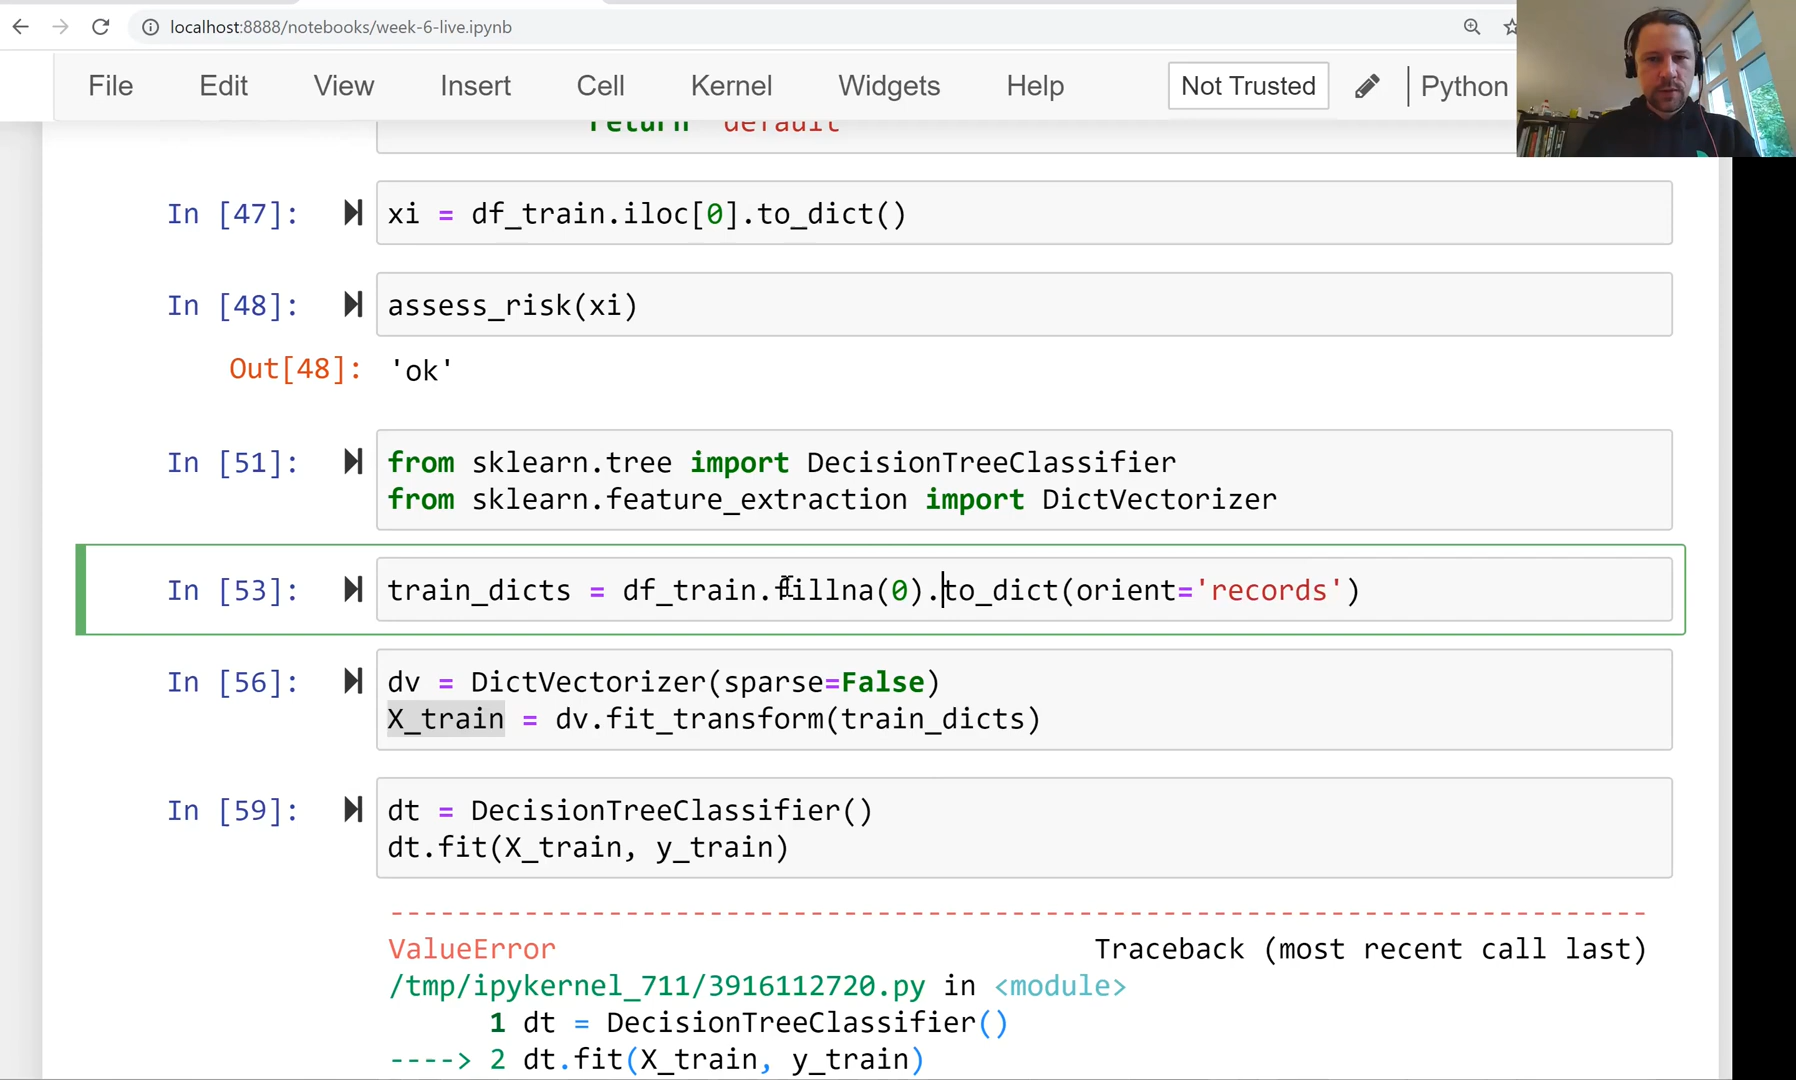 localhost:8888/notebooks/week-6-live.ipynb
File Edit View Insert Cell Kernel Widgets Help Not Trusted Python
return 'default'
In [47]: xi = df_train.iloc[0].to_dict()
In [48]: assess_risk(xi)
Out[48]: 'ok'
In [51]: from sklearn.tree import DecisionTreeClassifier
from sklearn.feature_extraction import DictVectorizer
In [53]: train_dicts = df_train.fillna(0).to_dict(orient='records')
In [56]: dv = DictVectorizer(sparse=False)
X_train = dv.fit_transform(train_dicts)
In [59]: dt = DecisionTreeClassifier()
dt.fit(X_train, y_train)
---------------------------------------------------------------------------
ValueError Traceback (most recent call last)
/tmp/ipykernel_711/3916112720.py in <module>
1 dt = DecisionTreeClassifier()
----> 2 dt.fit(X_train, y_train)